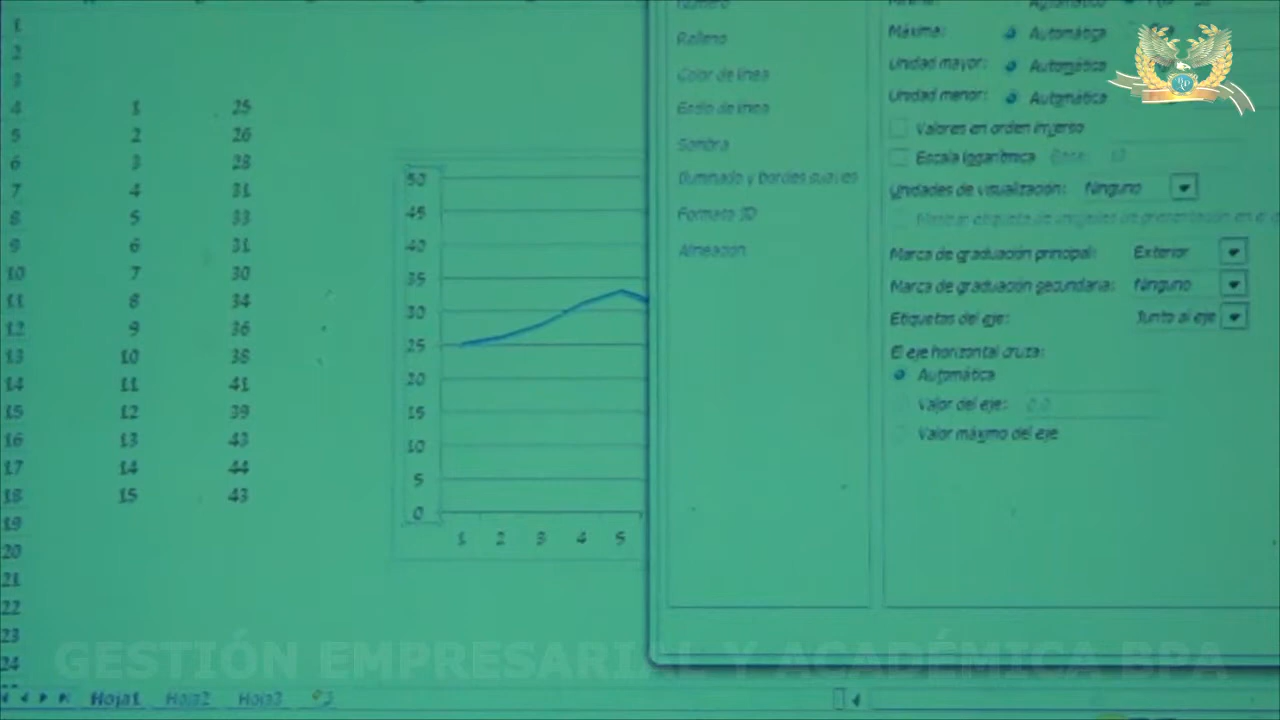 Número
Relleno
Color de línea
Estilo de línea
Sombra
Iluminado y bordes suaves
Formato 3D
Alineación
Automático
Máxima: Automática
Unidad mayor: Automática
Unidad menor: Automática
Valores en orden inverso
Escala logarítmica Base: 10
Unidades de visualización: Ninguno
Marca de graduación principal: Exterior
Marca de graduación secundaria: Ninguno
Etiquetas del eje: Junto al eje
El eje horizontal cruza:
Automática
Valor del eje: 0,0
Valor máximo del eje
1
2
3
4 1 25
5 2 26
6 3 28
7 4 31
8 5 33
9 6 31
10 7 30
11 8 34
12 9 36
13 10 38
14 11 41
15 12 39
16 13 43
17 14 44
18 15 43
19
20
21
22
23
24
50
45
40
35
30
25
20
15
10
5
0
1 2 3 4 5
GESTIÓN EMPRESARIAL Y ACADÉMICA BPA
Hoja1 Hoja2 Hoja3